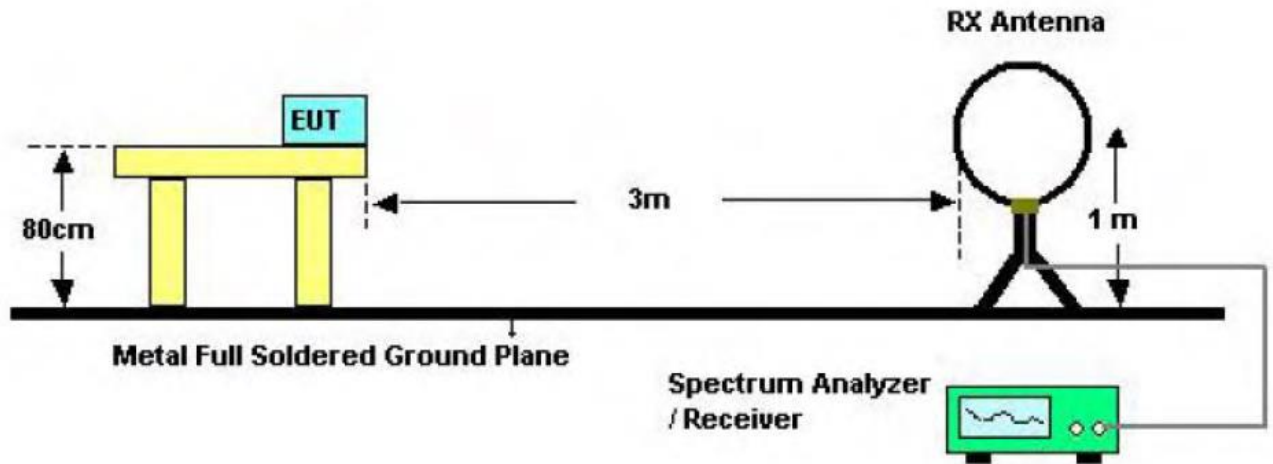 RX Antenna
EUT
80cm
3m
1 m
Metal Full Soldered Ground Plane
Spectrum Analyzer
/ Receiver